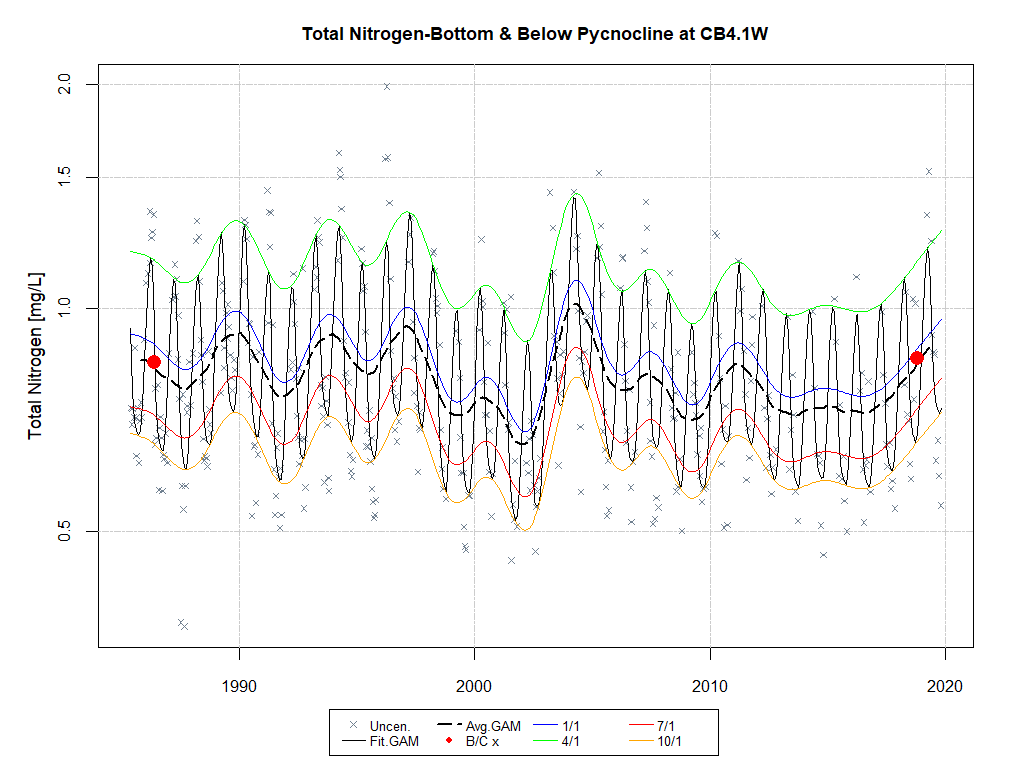 Total Nitrogen-Bottom & Below Pycnocline at CB4.1W
Total Nitrogen [mg/L]
2.0
1.5
1.0
0.5
1990 2000 2010 2020
Uncen. Avg.GAM 1/1 7/1
Fit.GAM B/C x 4/1 10/1